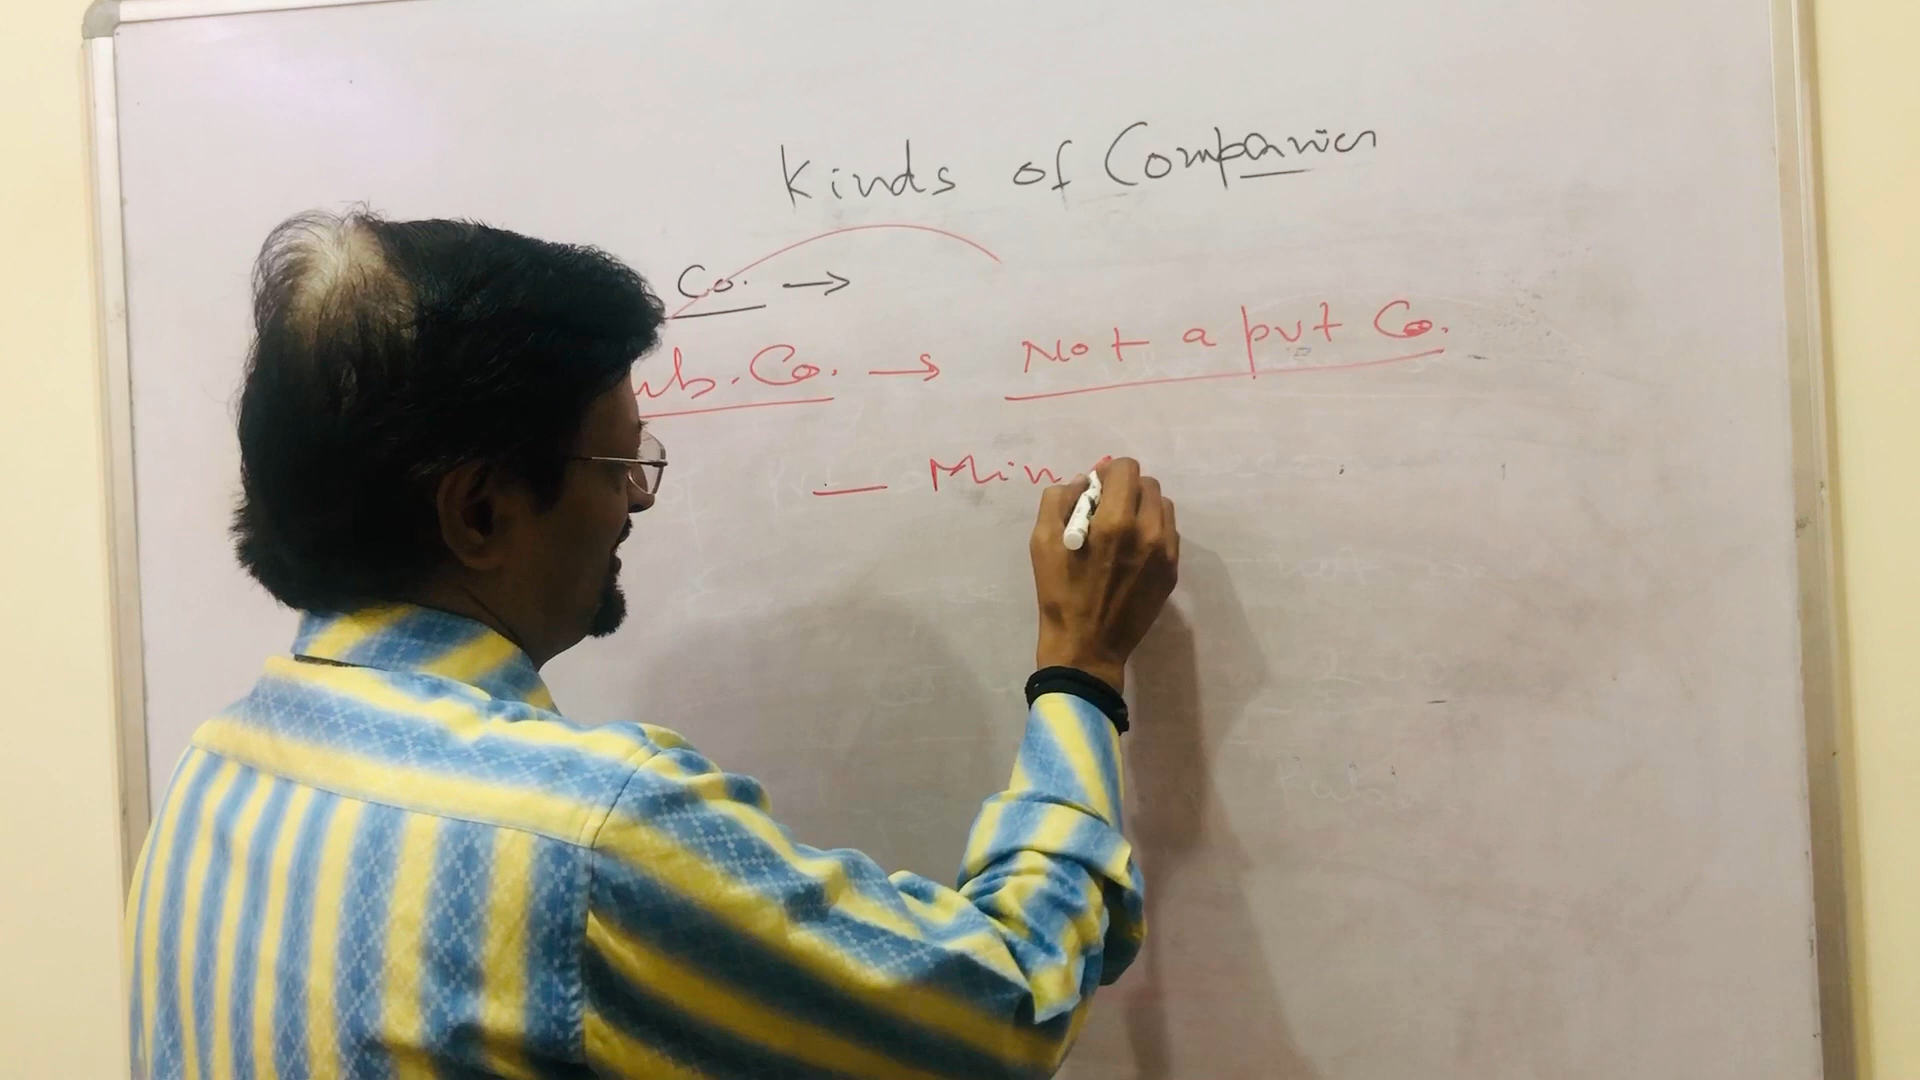 Kinds of Companies
Co. →
ub. Co. → Not a pvt Co.
— Min